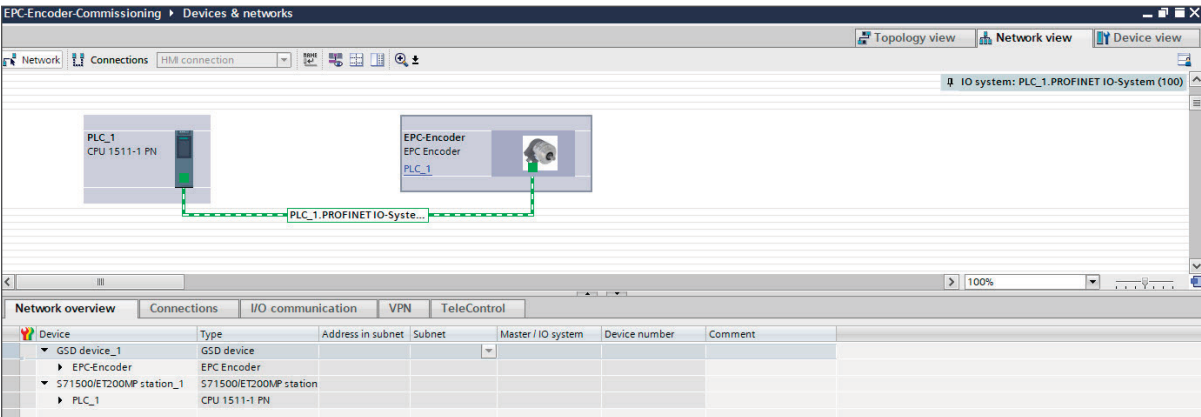 EPC-Encoder-Commissioning ▸ Devices & networks
Topology view Network view Device view
Network Connections HMI connection
IO system: PLC_1.PROFINET IO-System (100)
PLC_1
CPU 1511-1 PN
EPC-Encoder
EPC Encoder
PLC_1
PLC_1.PROFINET IO-Syste...
100%
Network overview Connections I/O communication VPN TeleControl
Device Type Address in subnet Subnet Master / IO system Device number Comment
GSD device_1 GSD device
EPC-Encoder EPC Encoder
S71500/ET200MP station_1 S71500/ET200MP station
PLC_1 CPU 1511-1 PN